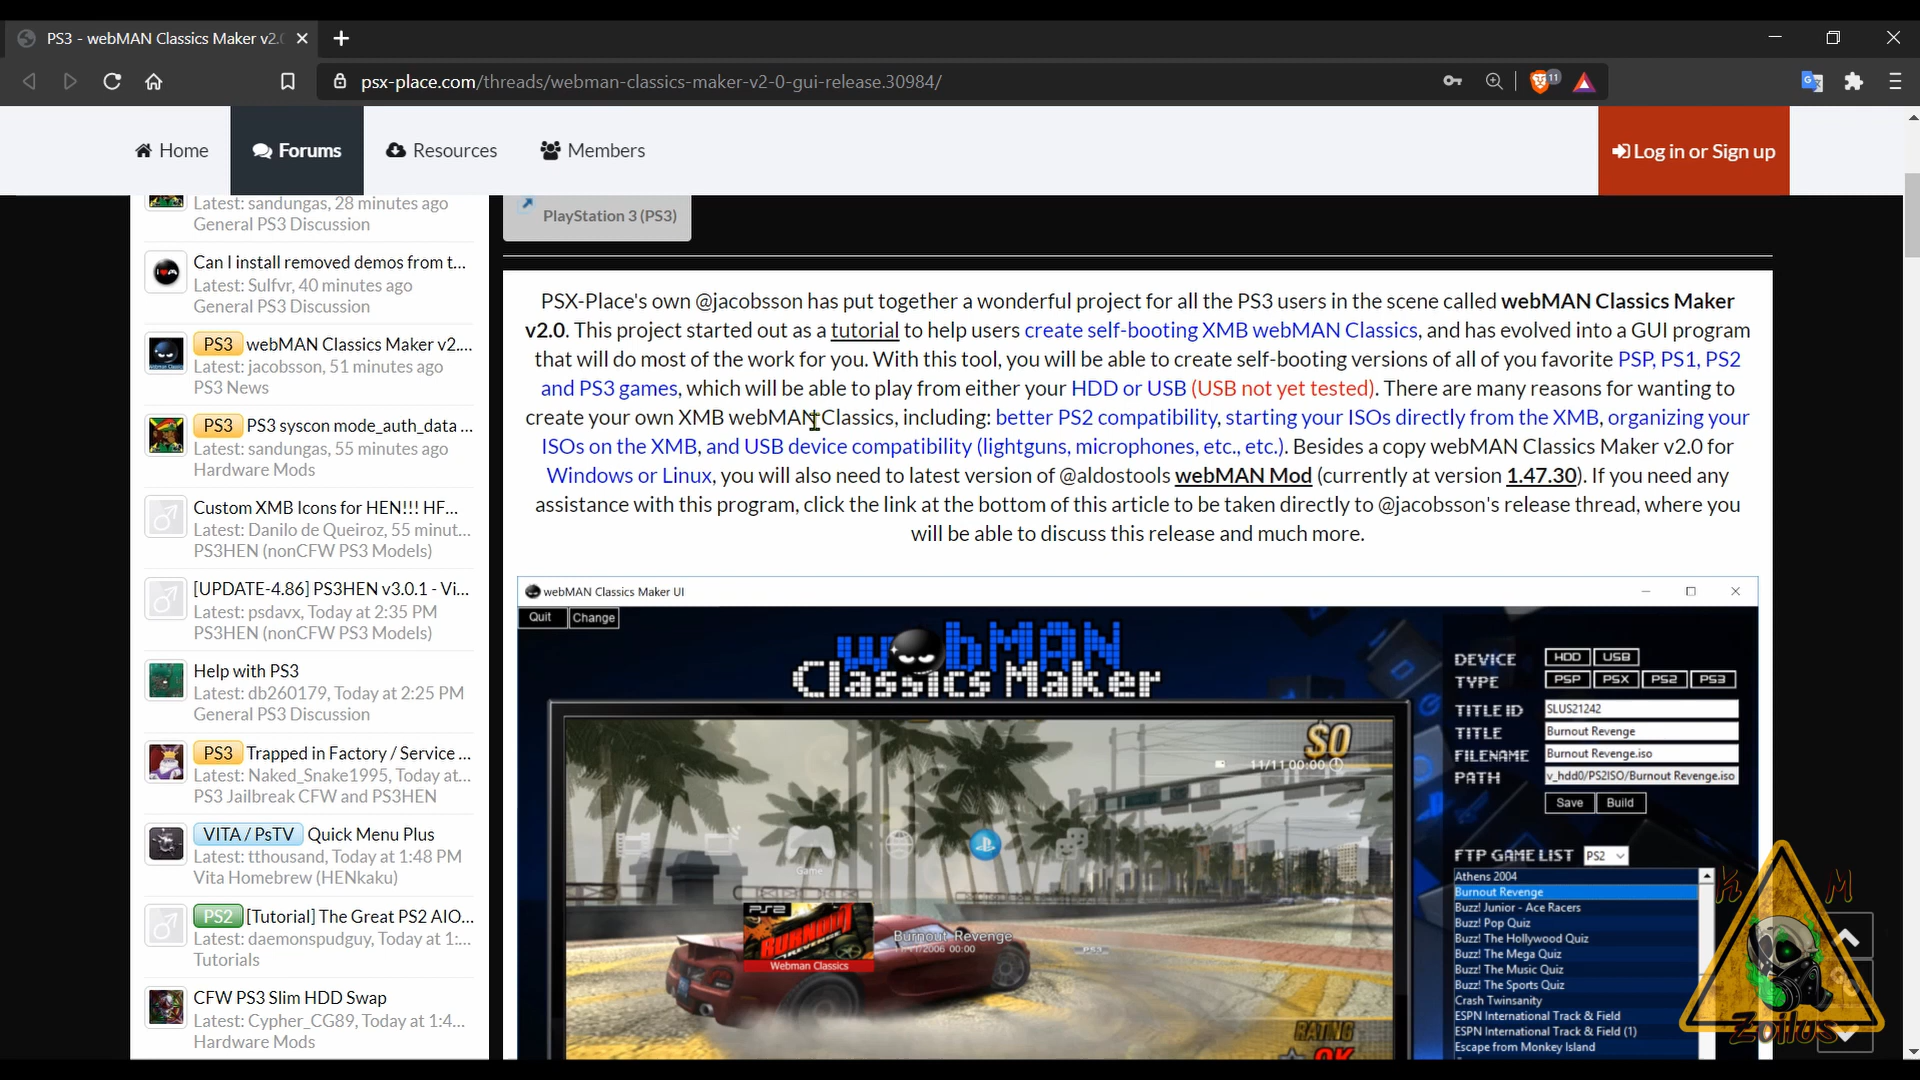 PS3 - webMAN Classics Maker v2.0
psx-place.com/threads/webman-classics-maker-v2-0-gui-release.30984/
11
Home
Forums
Resources
Members
Log in or Sign up
Latest: sandungas, 28 minutes ago
General PS3 Discussion
Can I install removed demos from t...
Latest: Sulfvr, 40 minutes ago
General PS3 Discussion
PS3 webMAN Classics Maker v2....
Latest: jacobsson, 51 minutes ago
PS3 News
PS3 PS3 syscon mode_auth_data ...
Latest: sandungas, 55 minutes ago
Hardware Mods
Custom XMB Icons for HEN!!! HF...
Latest: Danilo de Queiroz, 55 minut...
PS3HEN (nonCFW PS3 Models)
[UPDATE-4.86] PS3HEN v3.0.1 - Vi...
Latest: psdavx, Today at 2:35 PM
PS3HEN (nonCFW PS3 Models)
Help with PS3
Latest: db260179, Today at 2:25 PM
General PS3 Discussion
PS3 Trapped in Factory / Service ...
Latest: Naked_Snake1995, Today at...
PS3 Jailbreak CFW and PS3HEN
VITA / PsTV Quick Menu Plus
Latest: tthousand, Today at 1:48 PM
Vita Homebrew (HENkaku)
PS2 [Tutorial] The Great PS2 AIO...
Latest: daemonspudguy, Today at 1:...
Tutorials
CFW PS3 Slim HDD Swap
Latest: Cypher_CG89, Today at 1:4...
Hardware Mods
PlayStation 3 (PS3)
PSX-Place's own @jacobsson has put together a wonderful project for all the PS3 users in the scene called webMAN Classics Maker
v2.0. This project started out as a tutorial to help users create self-booting XMB webMAN Classics, and has evolved into a GUI program
that will do most of the work for you. With this tool, you will be able to create self-booting versions of all of you favorite PSP, PS1, PS2
and PS3 games, which will be able to play from either your HDD or USB (USB not yet tested). There are many reasons for wanting to
create your own XMB webMAN Classics, including: better PS2 compatibility, starting your ISOs directly from the XMB, organizing your
ISOs on the XMB, and USB device compatibility (lightguns, microphones, etc., etc.). Besides a copy webMAN Classics Maker v2.0 for
Windows or Linux, you will also need to latest version of @aldostools webMAN Mod (currently at version 1.47.30). If you need any
assistance with this program, click the link at the bottom of this article to be taken directly to @jacobsson's release thread, where you
will be able to discuss this release and much more.
webMAN Classics Maker UI
Quit Change
webMAN
Classics Maker
11/11 00:00
Game
PS2
BURNOUT
REVENGE
Webman Classics
Burnout Revenge
PS3
RATING
OK
DEVICE HDD USB
TYPE PSP PSX PS2 PS3
TITLE ID SLUS21242
TITLE Burnout Revenge
FILENAME Burnout Revenge.iso
PATH v_hdd0/PS2ISO/Burnout Revenge.iso
Save Build
FTP GAME LIST PS2
Athens 2004
Burnout Revenge
Buzz! Junior - Ace Racers
Buzz! Pop Quiz
Buzz! The Hollywood Quiz
Buzz! The Mega Quiz
Buzz! The Music Quiz
Buzz! The Sports Quiz
Crash Twinsanity
ESPN International Track & Field
ESPN International Track & Field (1)
Escape from Monkey Island
Zoilus